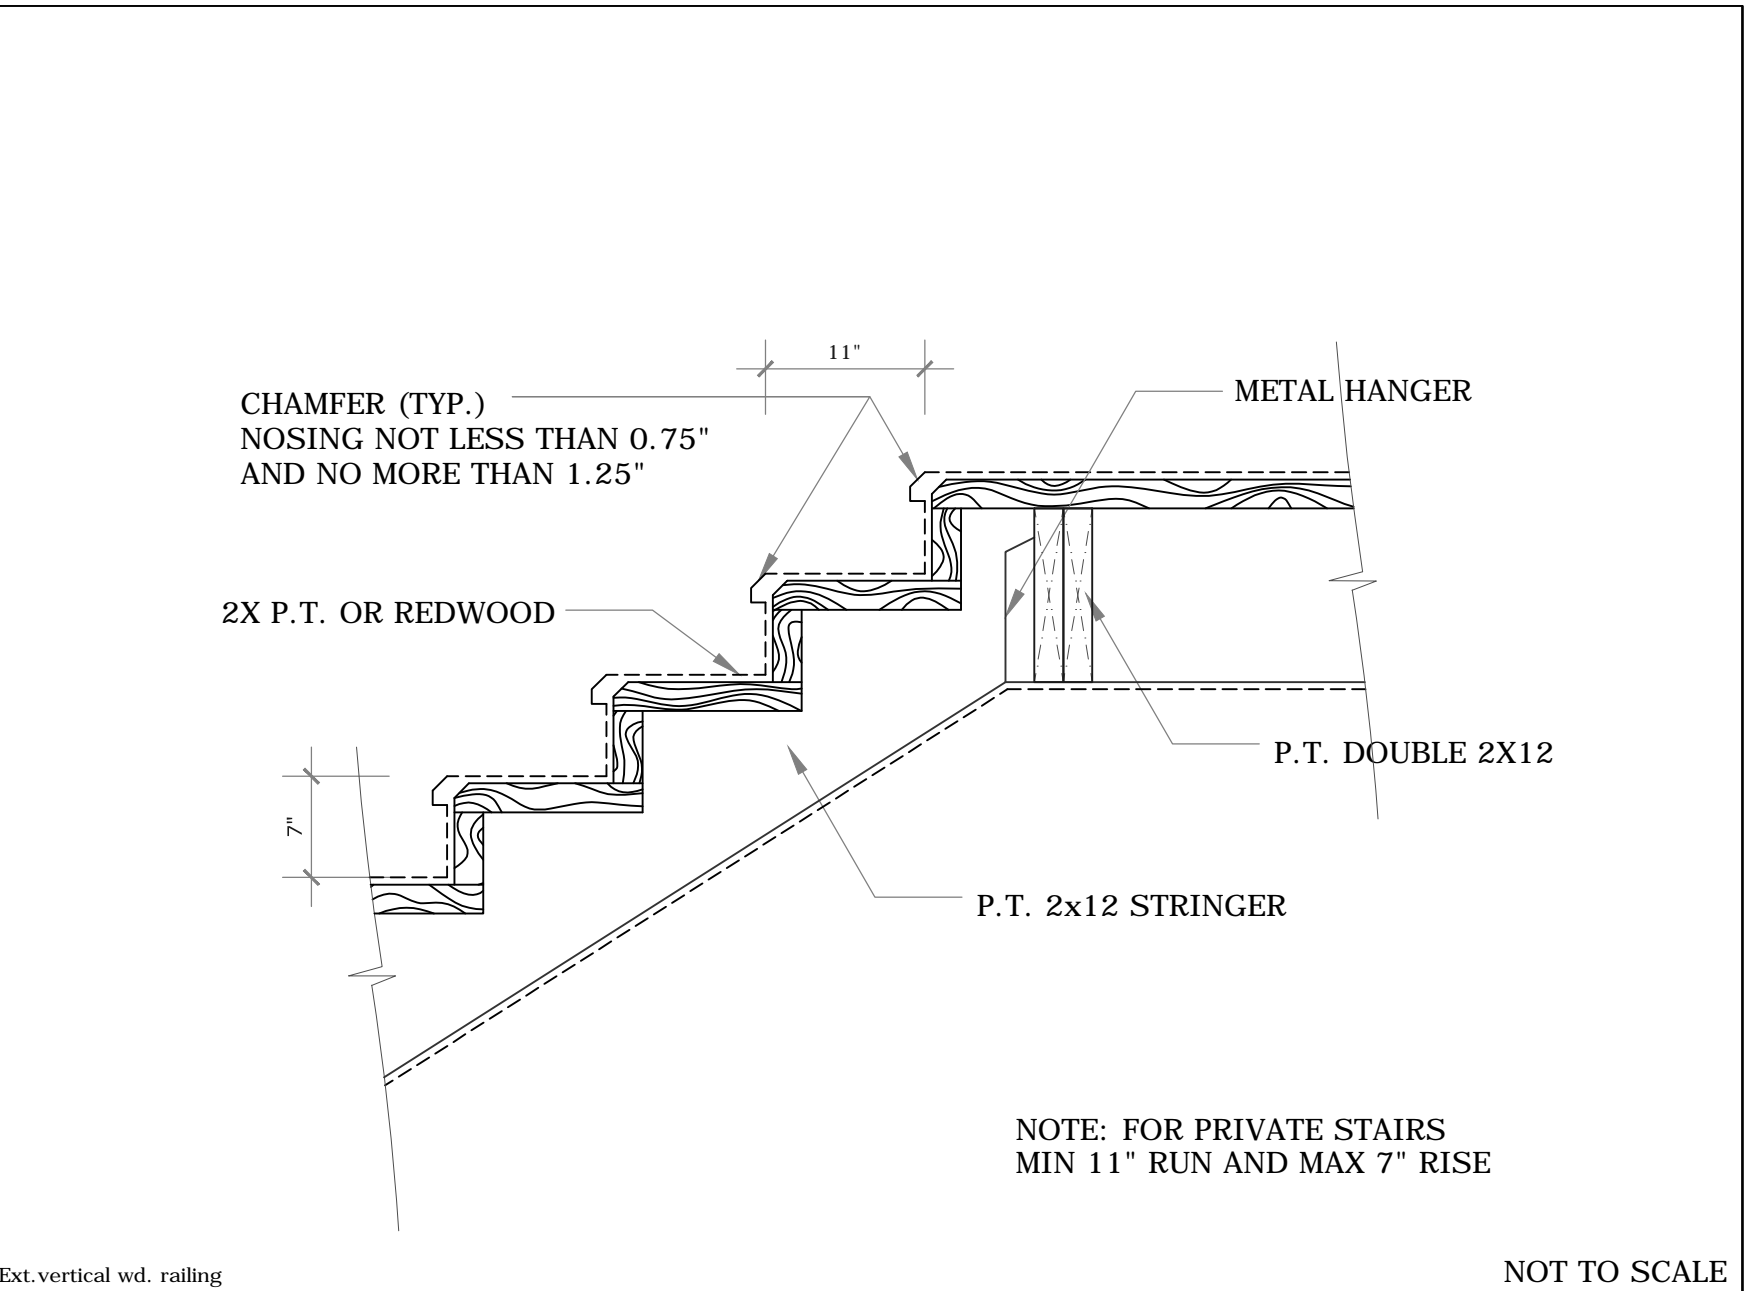 11"
CHAMFER (TYP.)
NOSING NOT LESS THAN 0.75"
AND NO MORE THAN 1.25"
METAL HANGER
2X P.T. OR REDWOOD
P.T. DOUBLE 2X12
7"
P.T. 2x12 STRINGER
NOTE: FOR PRIVATE STAIRS
MIN 11" RUN AND MAX 7" RISE
Ext.vertical wd. railing
NOT TO SCALE